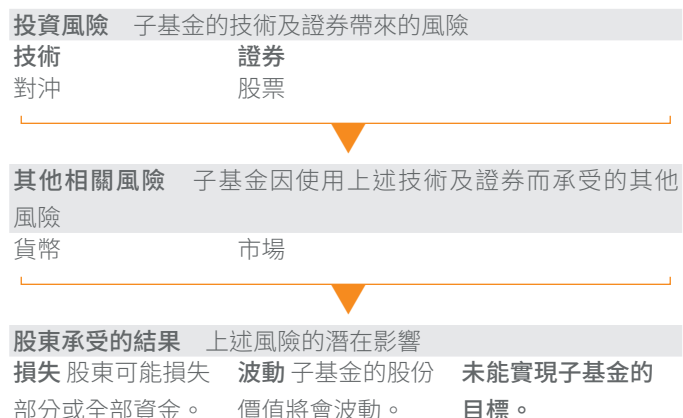 投資風險 子基金的技術及證券帶來的風險
技術 證券
對沖 股票
其他相關風險 子基金因使用上述技術及證券而承受的其他
風險
貨幣 市場
股東承受的結果 上述風險的潛在影響
損失 股東可能損失 波動 子基金的股份 未能實現子基金的
部分或全部資金。 價值將會波動。 目標。